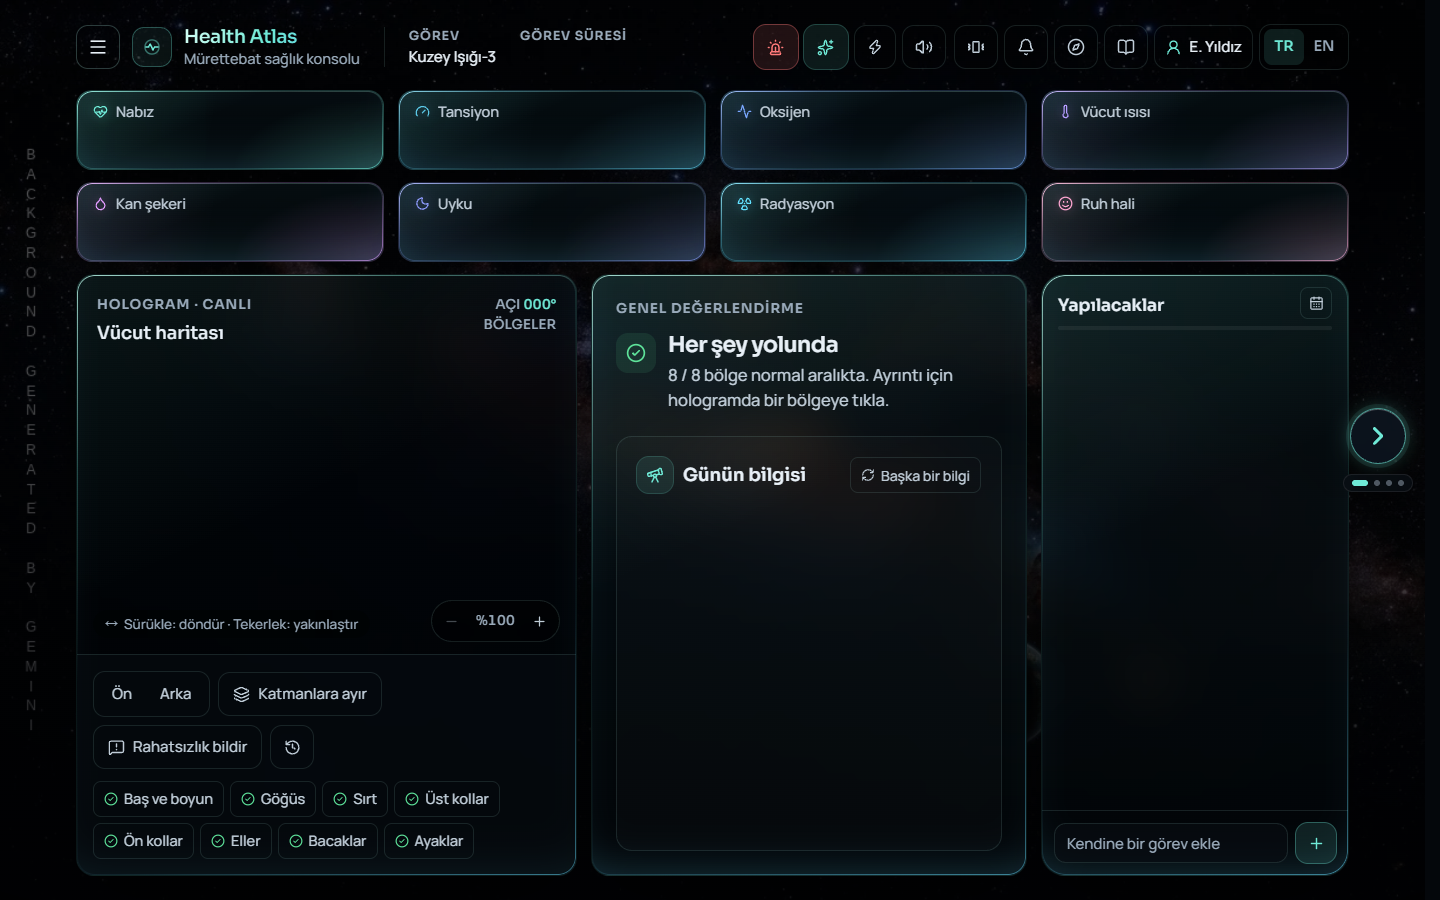 Health Atlas
Mürettebat sağlık konsolu
GÖREV
Kuzey Işığı-3
GÖREV SÜRESİ
E. Yıldız
TR
EN
Nabız
Tansiyon
Oksijen
Vücut ısısı
Kan şekeri
Uyku
Radyasyon
Ruh hali
BACKGROUND GENERATED BY GEMINI
HOLOGRAM · CANLI
Vücut haritası
AÇI 000°
BÖLGELER
↔ Sürükle: döndür · Tekerlek: yakınlaştır
− %100 +
Ön
Arka
Katmanlara ayır
Rahatsızlık bildir
Baş ve boyun
Göğüs
Sırt
Üst kollar
Ön kollar
Eller
Bacaklar
Ayaklar
GENEL DEĞERLENDİRME
Her şey yolunda
8 / 8 bölge normal aralıkta. Ayrıntı için
hologramda bir bölgeye tıkla.
Günün bilgisi
Başka bir bilgi
Yapılacaklar
Kendine bir görev ekle
+